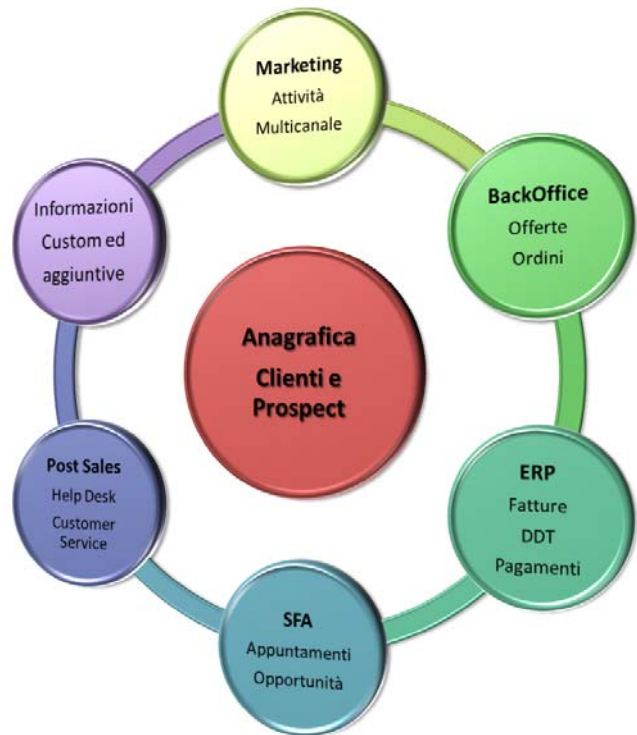 Marketing
Attività
Multicanale
BackOffice
Offerte
Ordini
ERP
Fatture
DDT
Pagamenti
SFA
Appuntamenti
Opportunità
Post Sales
Help Desk
Customer
Service
Informazioni
Custom ed
aggiuntive
Anagrafica
Clienti e
Prospect